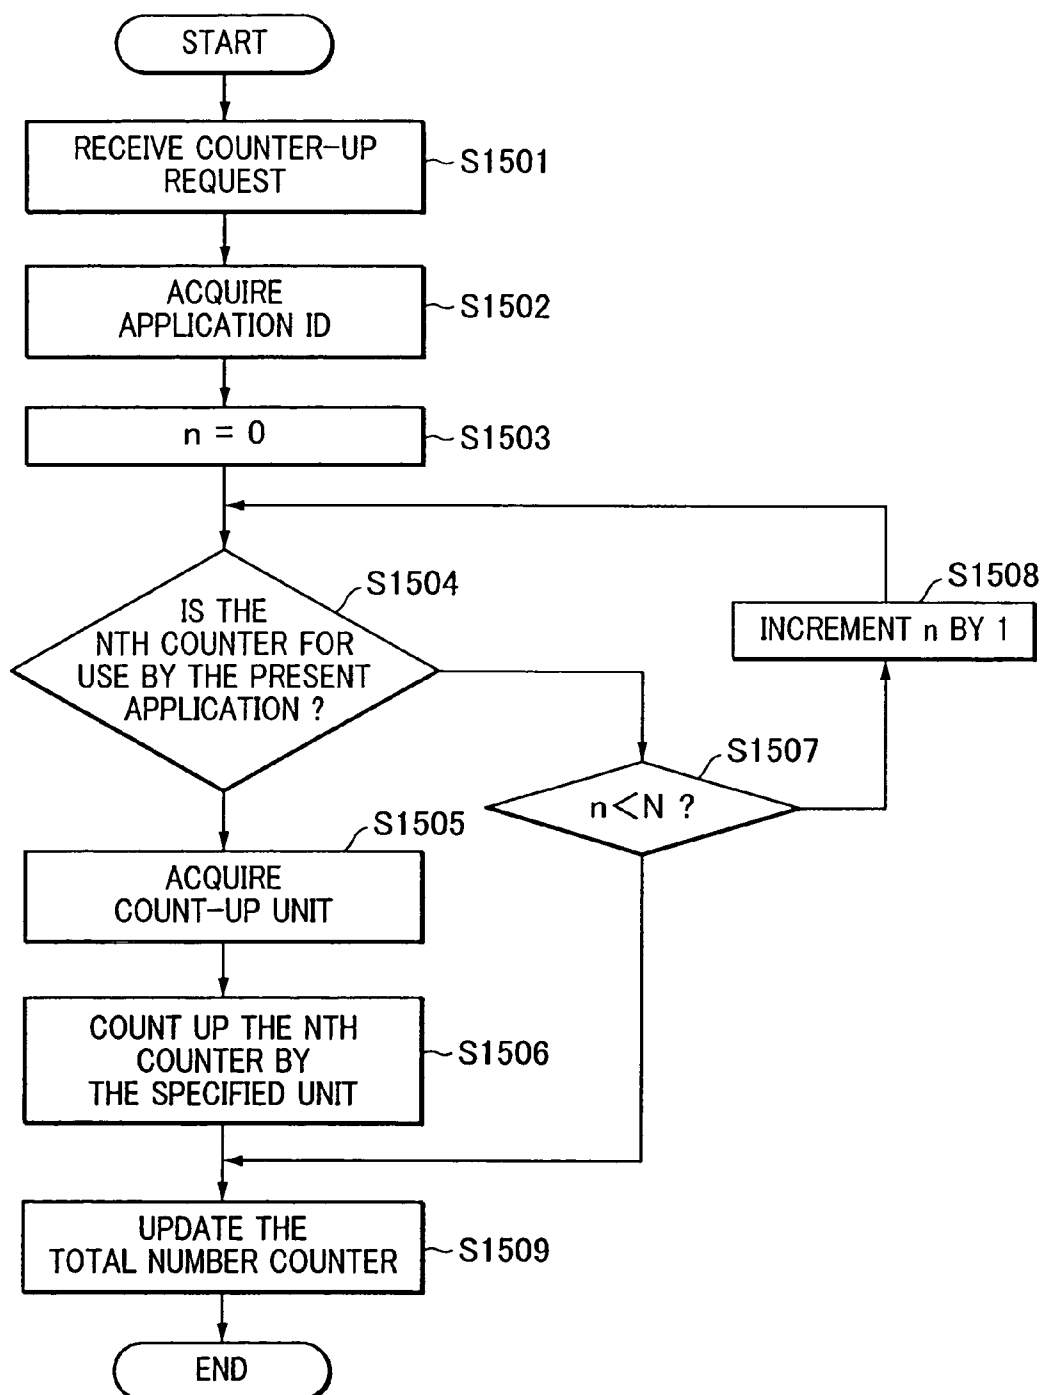 START
RECEIVE COUNTER-UP
REQUEST
S1501
ACQUIRE
APPLICATION ID
S1502
n = 0
S1503
IS THE
NTH COUNTER FOR
USE BY THE PRESENT
APPLICATION ?
S1504
S1508
INCREMENT n BY 1
S1507
n<N ?
S1505
ACQUIRE
COUNT-UP UNIT
COUNT UP THE NTH
COUNTER BY
THE SPECIFIED UNIT
S1506
UPDATE THE
TOTAL NUMBER COUNTER
S1509
END